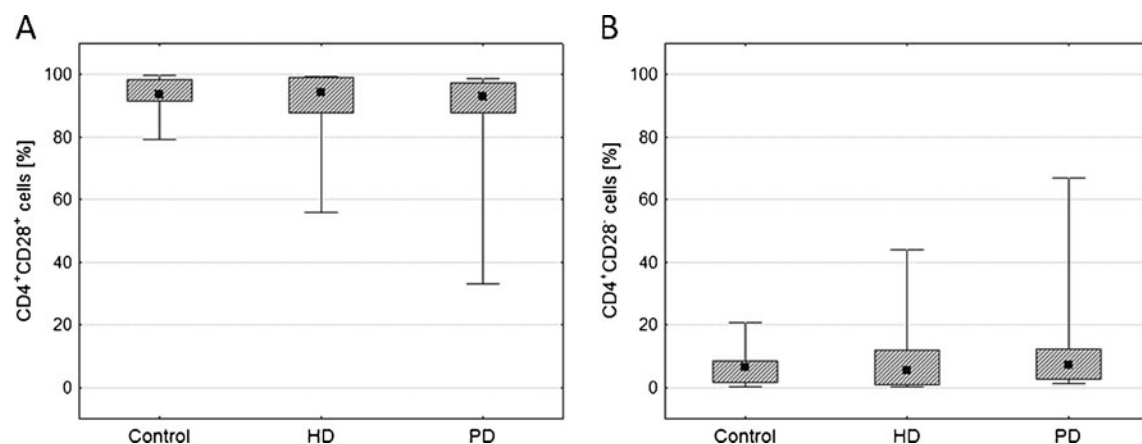 A
CD4⁺CD28⁺ cells [%]
100
80
60
40
20
0
Control HD PD
B
CD4⁺CD28⁻ cells [%]
100
80
60
40
20
0
Control HD PD